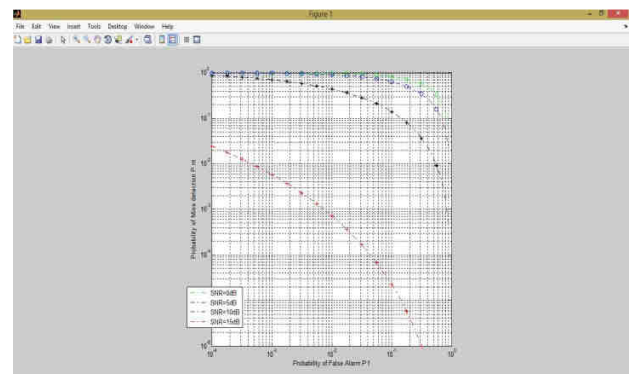 Figure 1
File Edit View Insert Tools Desktop Window Help
Probability of Miss detection P m
SNR=0dB
SNR=5dB
SNR=10dB
SNR=15dB
Probability of False Alarm P f